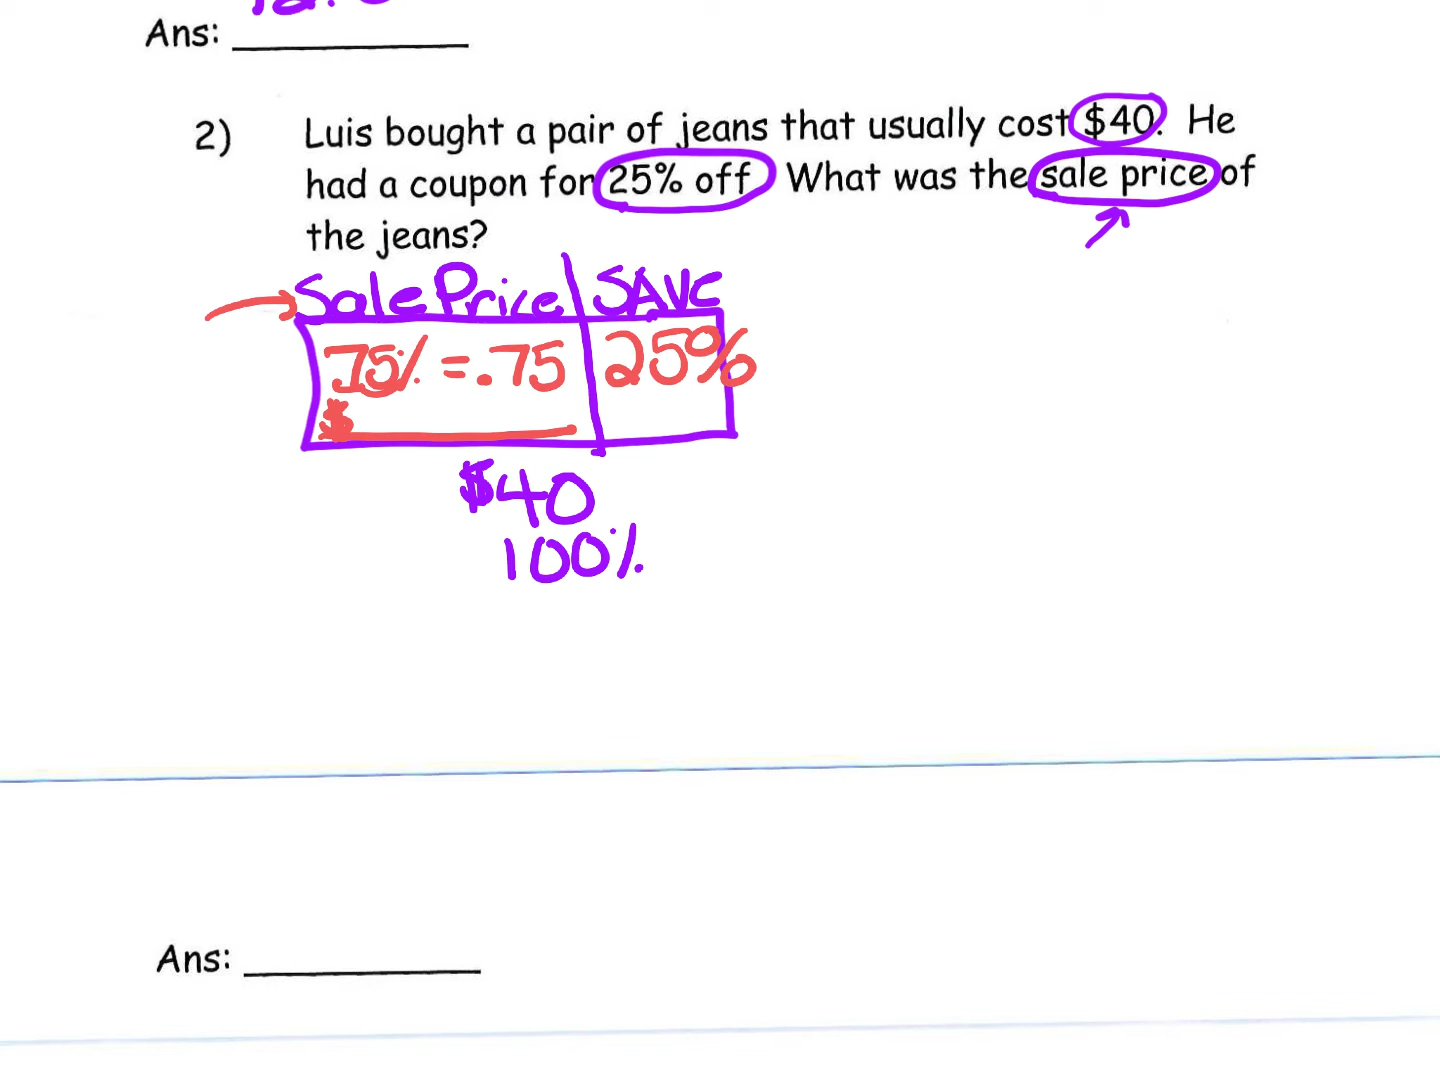 Ans:
2) Luis bought a pair of jeans that usually cost $40. He
had a coupon for 25% off. What was the sale price of
the jeans?
Sale Price SAVE
75% = .75 25%
$
$40
100%
Ans: